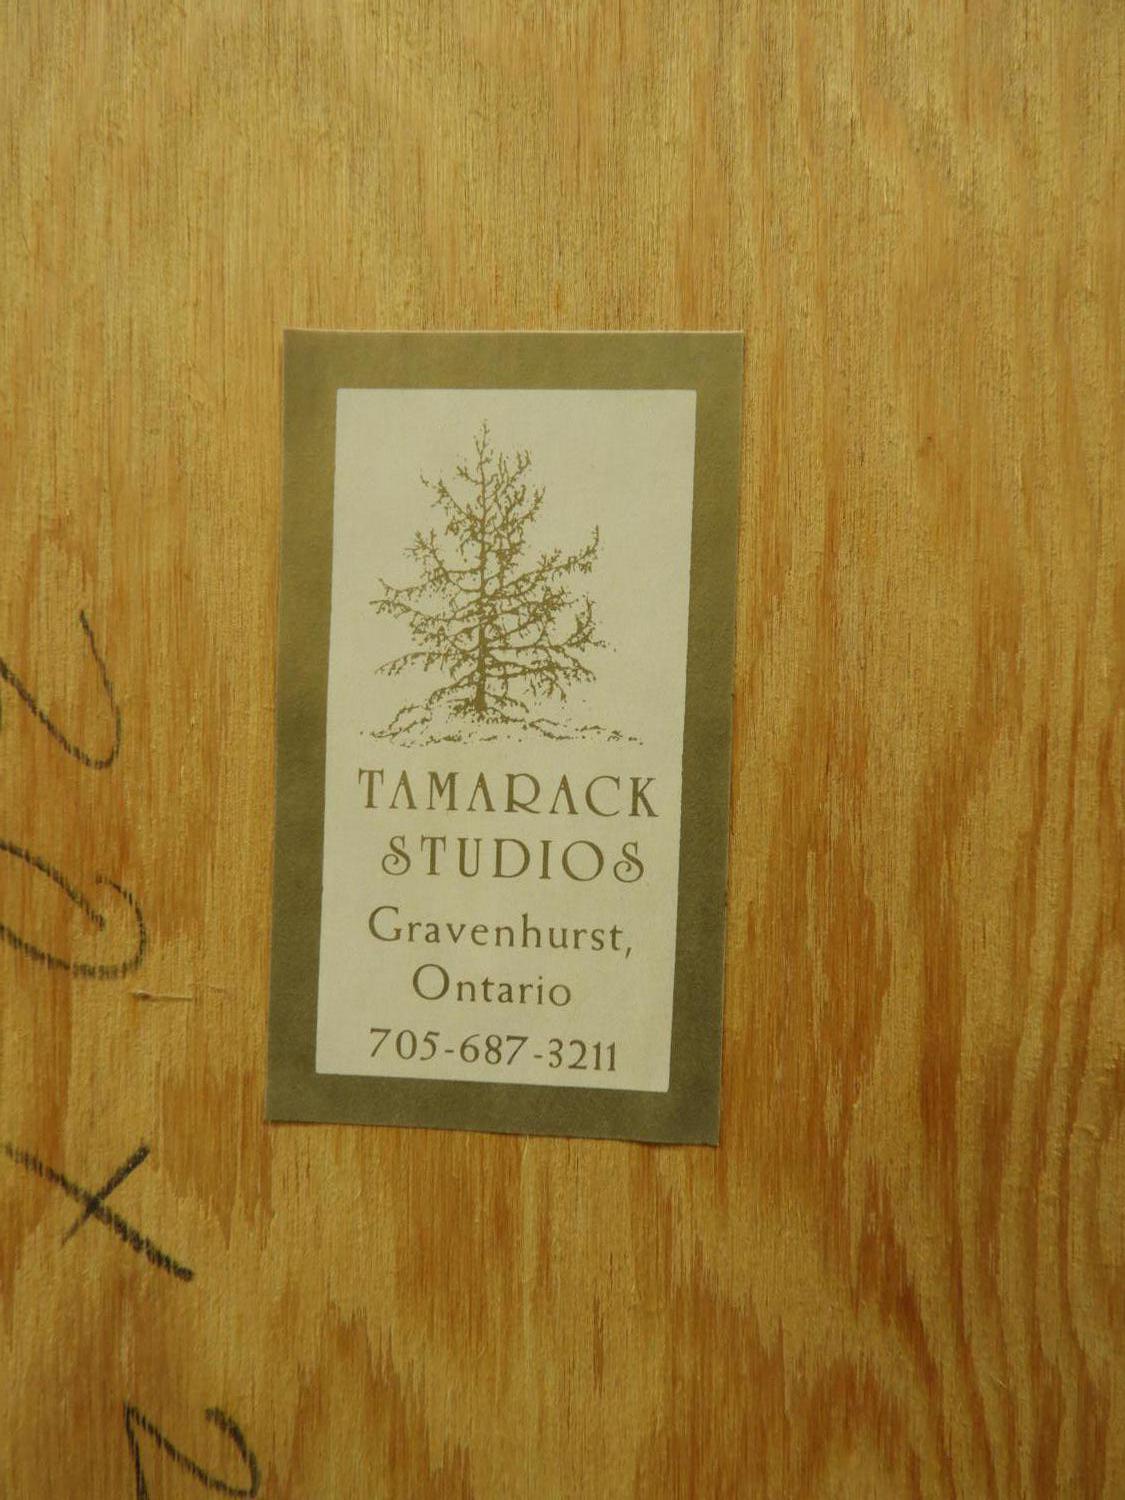 TAMARACK
STUDIOS
Gravenhurst,
Ontario
705-687-3211